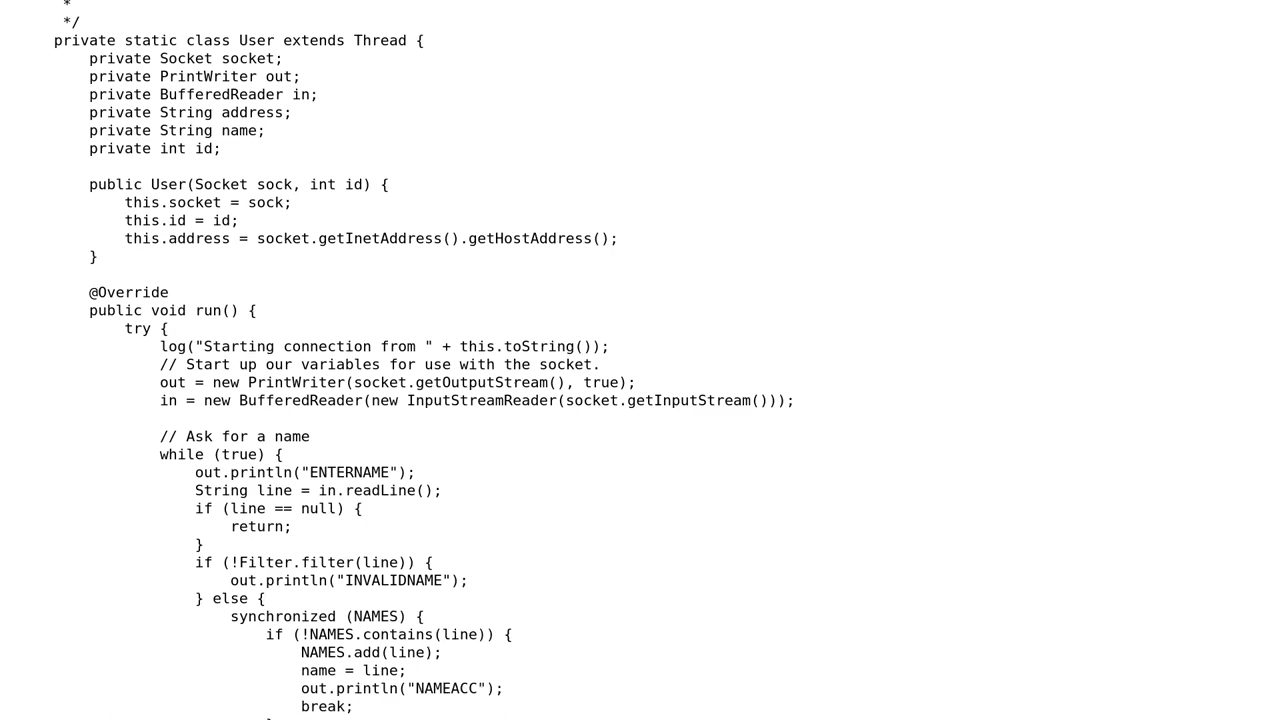 *
*/
private static class User extends Thread {
private Socket socket;
private PrintWriter out;
private BufferedReader in;
private String address;
private String name;
private int id;
public User(Socket sock, int id) {
this.socket = sock;
this.id = id;
this.address = socket.getInetAddress().getHostAddress();
}
@Override
public void run() {
try {
log("Starting connection from " + this.toString());
// Start up our variables for use with the socket.
out = new PrintWriter(socket.getOutputStream(), true);
in = new BufferedReader(new InputStreamReader(socket.getInputStream()));
// Ask for a name
while (true) {
out.println("ENTERNAME");
String line = in.readLine();
if (line == null) {
return;
}
if (!Filter.filter(line)) {
out.println("INVALIDNAME");
} else {
synchronized (NAMES) {
if (!NAMES.contains(line)) {
NAMES.add(line);
name = line;
out.println("NAMEACC");
break;